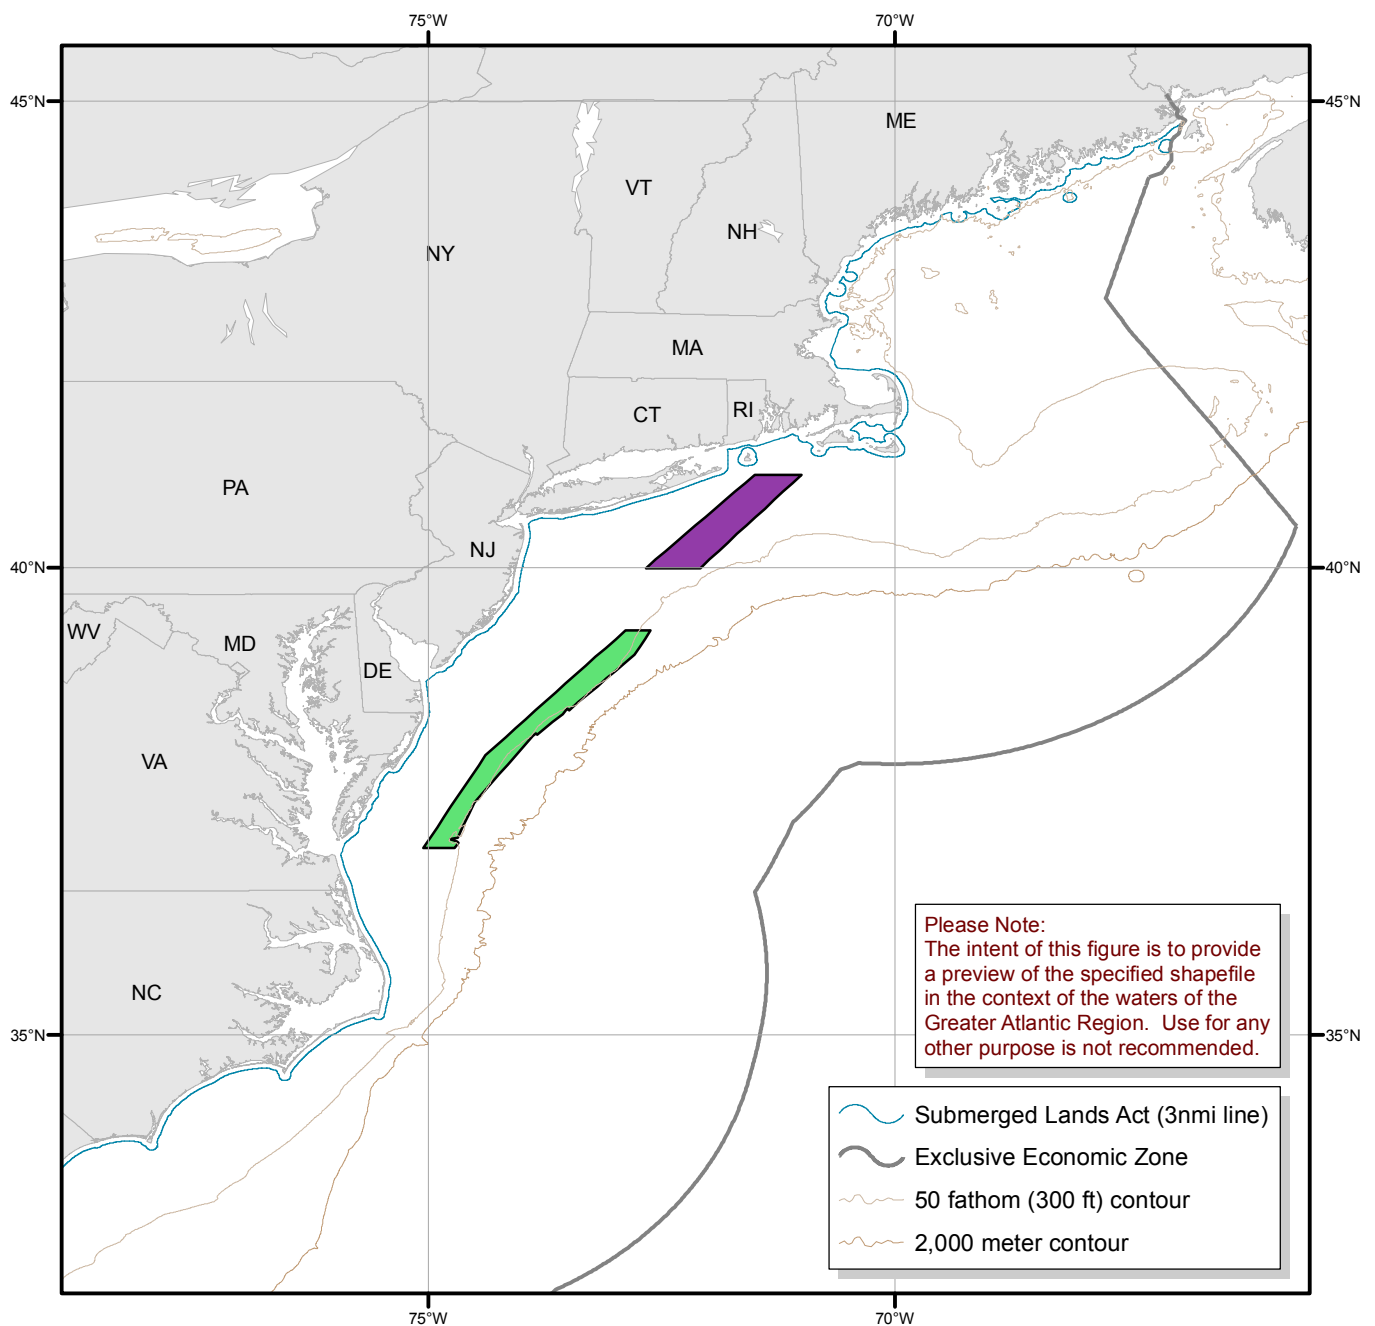 75°W
70°W
45°N
45°N
ME
VT
NH
NY
MA
CT
RI
PA
NJ
40°N
40°N
WV
MD
DE
VA
NC
35°N
35°N
Please Note:
The intent of this figure is to provide
a preview of the specified shapefile
in the context of the waters of the
Greater Atlantic Region. Use for any
other purpose is not recommended.
Submerged Lands Act (3nmi line)
Exclusive Economic Zone
50 fathom (300 ft) contour
2,000 meter contour
75°W
70°W